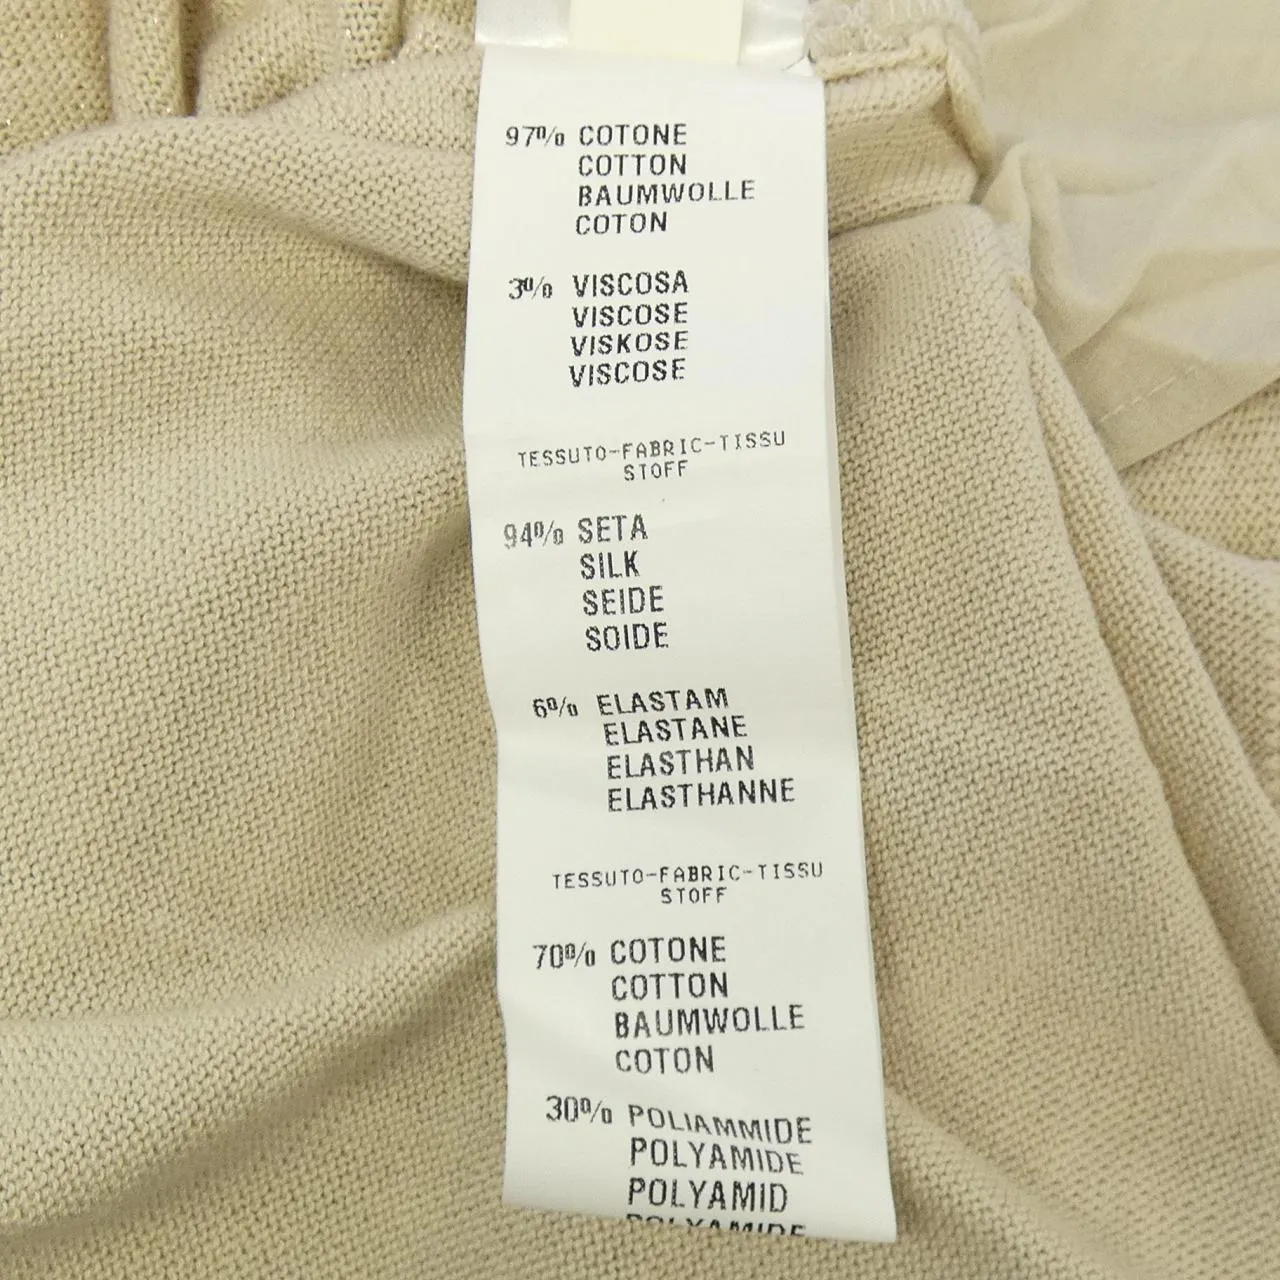 97% COTONE
COTTON
BAUMWOLLE
COTON
3% VISCOSA
VISCOSE
VISKOSE
VISCOSE
TESSUTO-FABRIC-TISSU
STOFF
94% SETA
SILK
SEIDE
SOIDE
6% ELASTAM
ELASTANE
ELASTHAN
ELASTHANNE
TESSUTO-FABRIC-TISSU
STOFF
70% COTONE
COTTON
BAUMWOLLE
COTON
30% POLIAMMIDE
POLYAMIDE
POLYAMID
POLYAMIDE